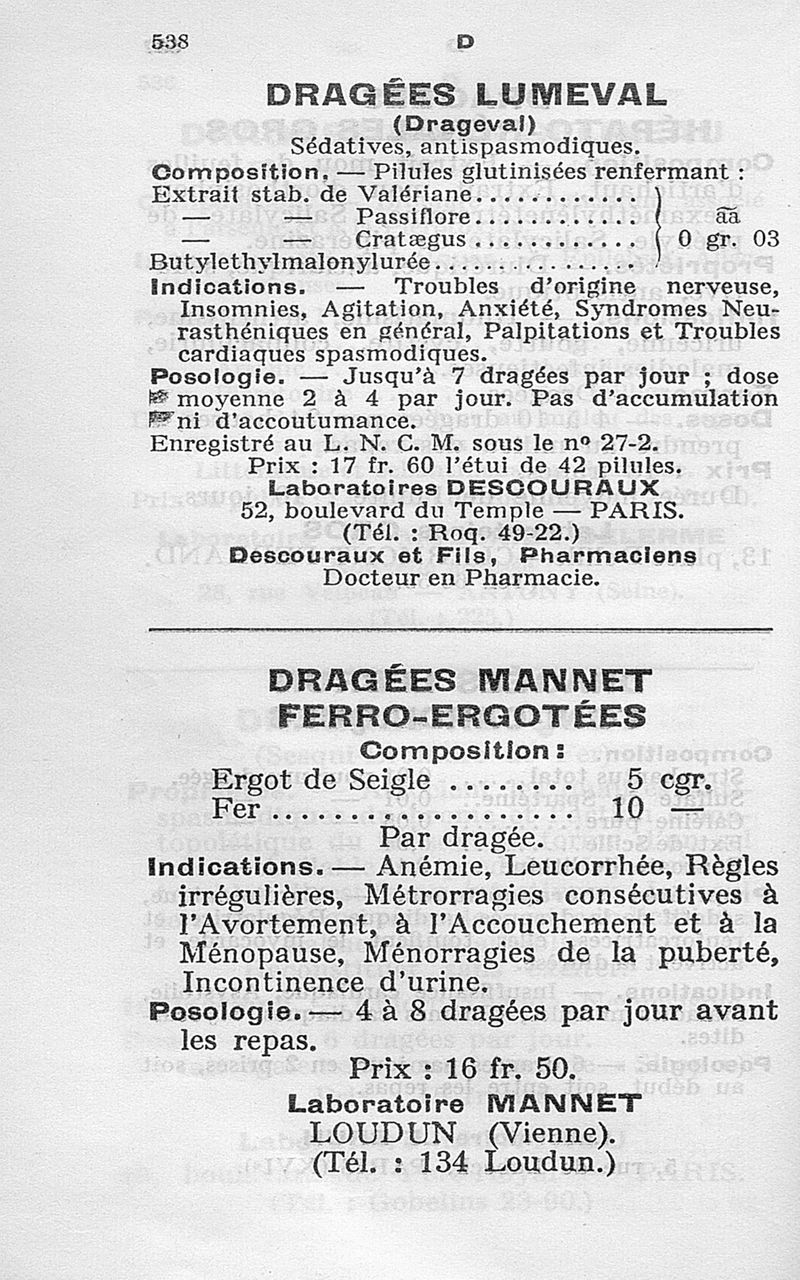 538
D
DRAGÉES LUMEVAL
(Drageval)
Sédatives, antispasmodiques.
Composition. — Pilules glutinisées renfermant :
Extrait stab. de Valériane............
— — Passiflore............ āā
— — Cratægus............ 0 gr. 03
Butylethylmalonylurée..............
Indications. — Troubles d'origine nerveuse,
Insomnies, Agitation, Anxiété, Syndromes Neu-
rasthéniques en général, Palpitations et Troubles
cardiaques spasmodiques.
Posologie. — Jusqu'à 7 dragées par jour ; dose
moyenne 2 à 4 par jour. Pas d'accumulation
ni d'accoutumance.
Enregistré au L. N. C. M. sous le nº 27-2.
Prix : 17 fr. 60 l'étui de 42 pilules.
Laboratoires DESCOURAUX
52, boulevard du Temple — PARIS.
(Tél. : Roq. 49-22.)
Descouraux et Fils, Pharmaciens
Docteur en Pharmacie.
DRAGÉES MANNET
FERRO-ERGOTÉES
Composition :
Ergot de Seigle ......... 5 cgr.
Fer ................... 10 —
Par dragée.
Indications. — Anémie, Leucorrhée, Règles
irrégulières, Métrorragies consécutives à
l'Avortement, à l'Accouchement et à la
Ménopause, Ménorragies de la puberté,
Incontinence d'urine.
Posologie. — 4 à 8 dragées par jour avant
les repas.
Prix : 16 fr. 50.
Laboratoire MANNET
LOUDUN (Vienne).
(Tél. : 134 Loudun.)